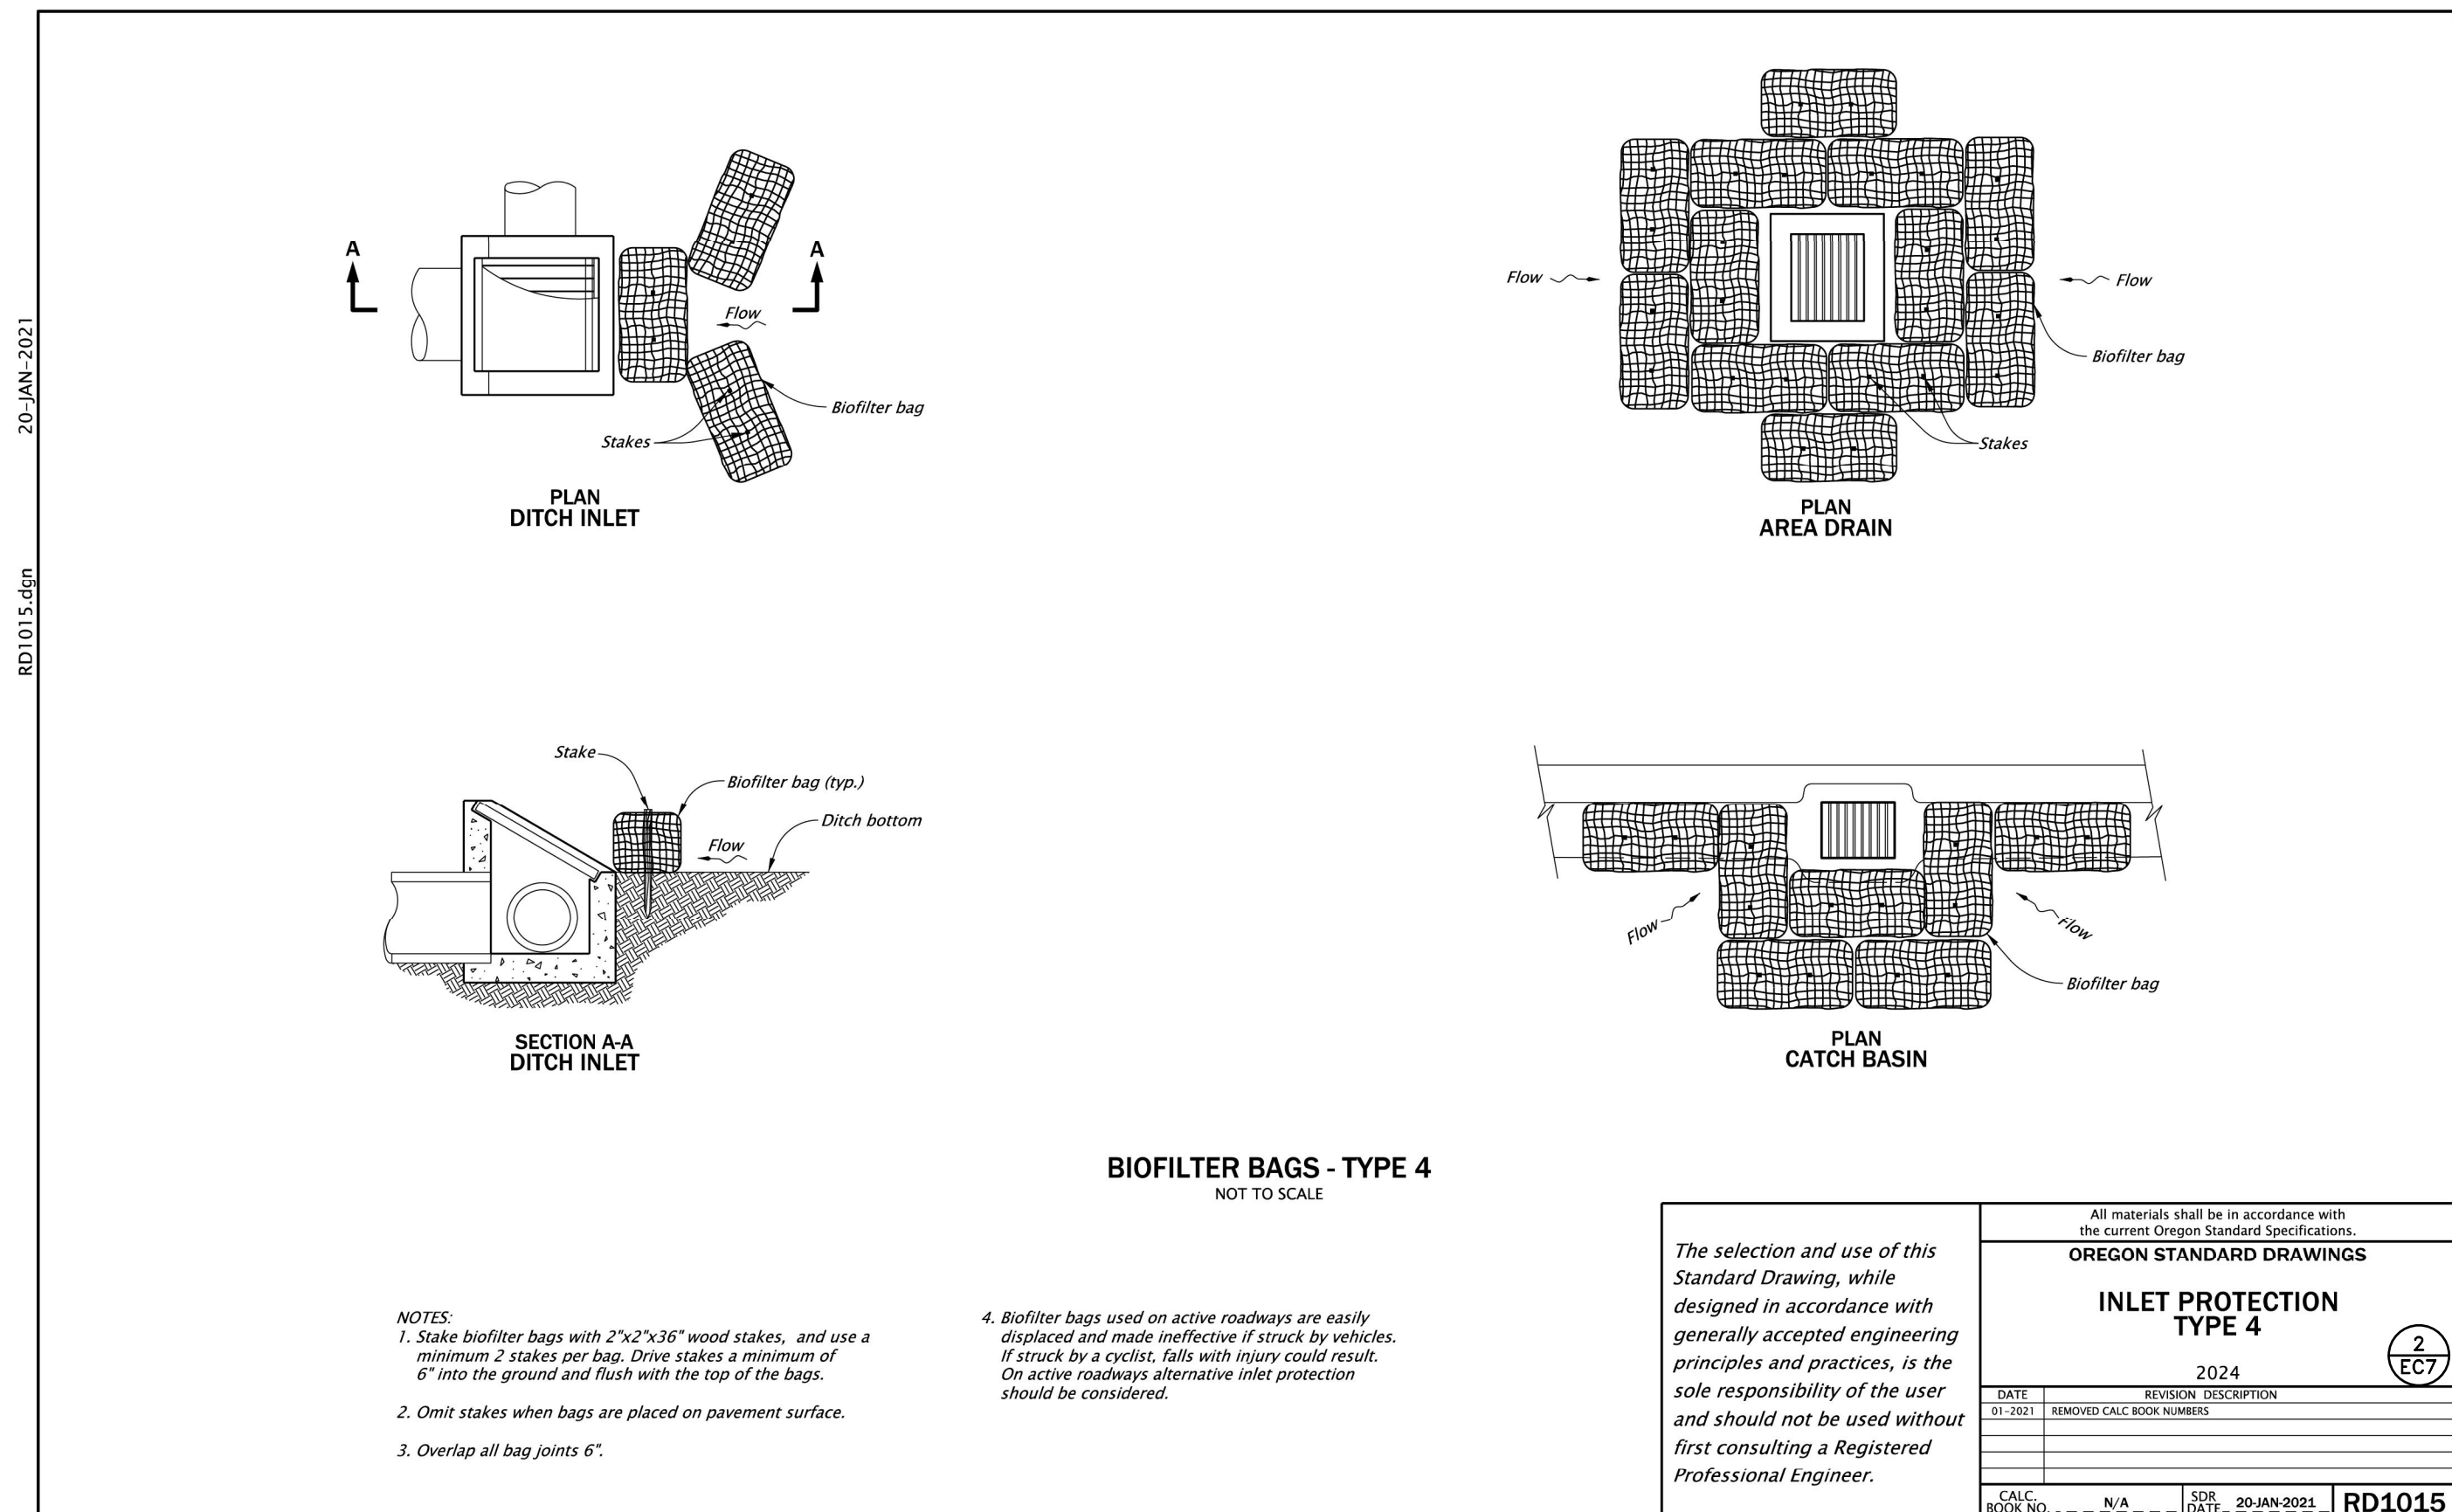 20-JAN-2021
RD1015.dgn
A
A
Flow
Biofilter bag
Stakes
PLAN
DITCH INLET
Flow
Flow
Biofilter bag
Stakes
PLAN
AREA DRAIN
Stake
Biofilter bag (typ.)
Ditch bottom
Flow
SECTION A-A
DITCH INLET
Flow
Flow
Biofilter bag
PLAN
CATCH BASIN
BIOFILTER BAGS - TYPE 4
NOT TO SCALE
NOTES:
1. Stake biofilter bags with 2"x2"x36" wood stakes, and use a
minimum 2 stakes per bag. Drive stakes a minimum of
6" into the ground and flush with the top of the bags.
2. Omit stakes when bags are placed on pavement surface.
3. Overlap all bag joints 6".
4. Biofilter bags used on active roadways are easily
displaced and made ineffective if struck by vehicles.
If struck by a cyclist, falls with injury could result.
On active roadways alternative inlet protection
should be considered.
The selection and use of this
Standard Drawing, while
designed in accordance with
generally accepted engineering
principles and practices, is the
sole responsibility of the user
and should not be used without
first consulting a Registered
Professional Engineer.
All materials shall be in accordance with
the current Oregon Standard Specifications.
OREGON STANDARD DRAWINGS
INLET PROTECTION
TYPE 4
2024
2
EC7
DATE REVISION DESCRIPTION
01-2021 REMOVED CALC BOOK NUMBERS
CALC.
BOOK NO. N/A
SDR
DATE 20-JAN-2021
RD1015